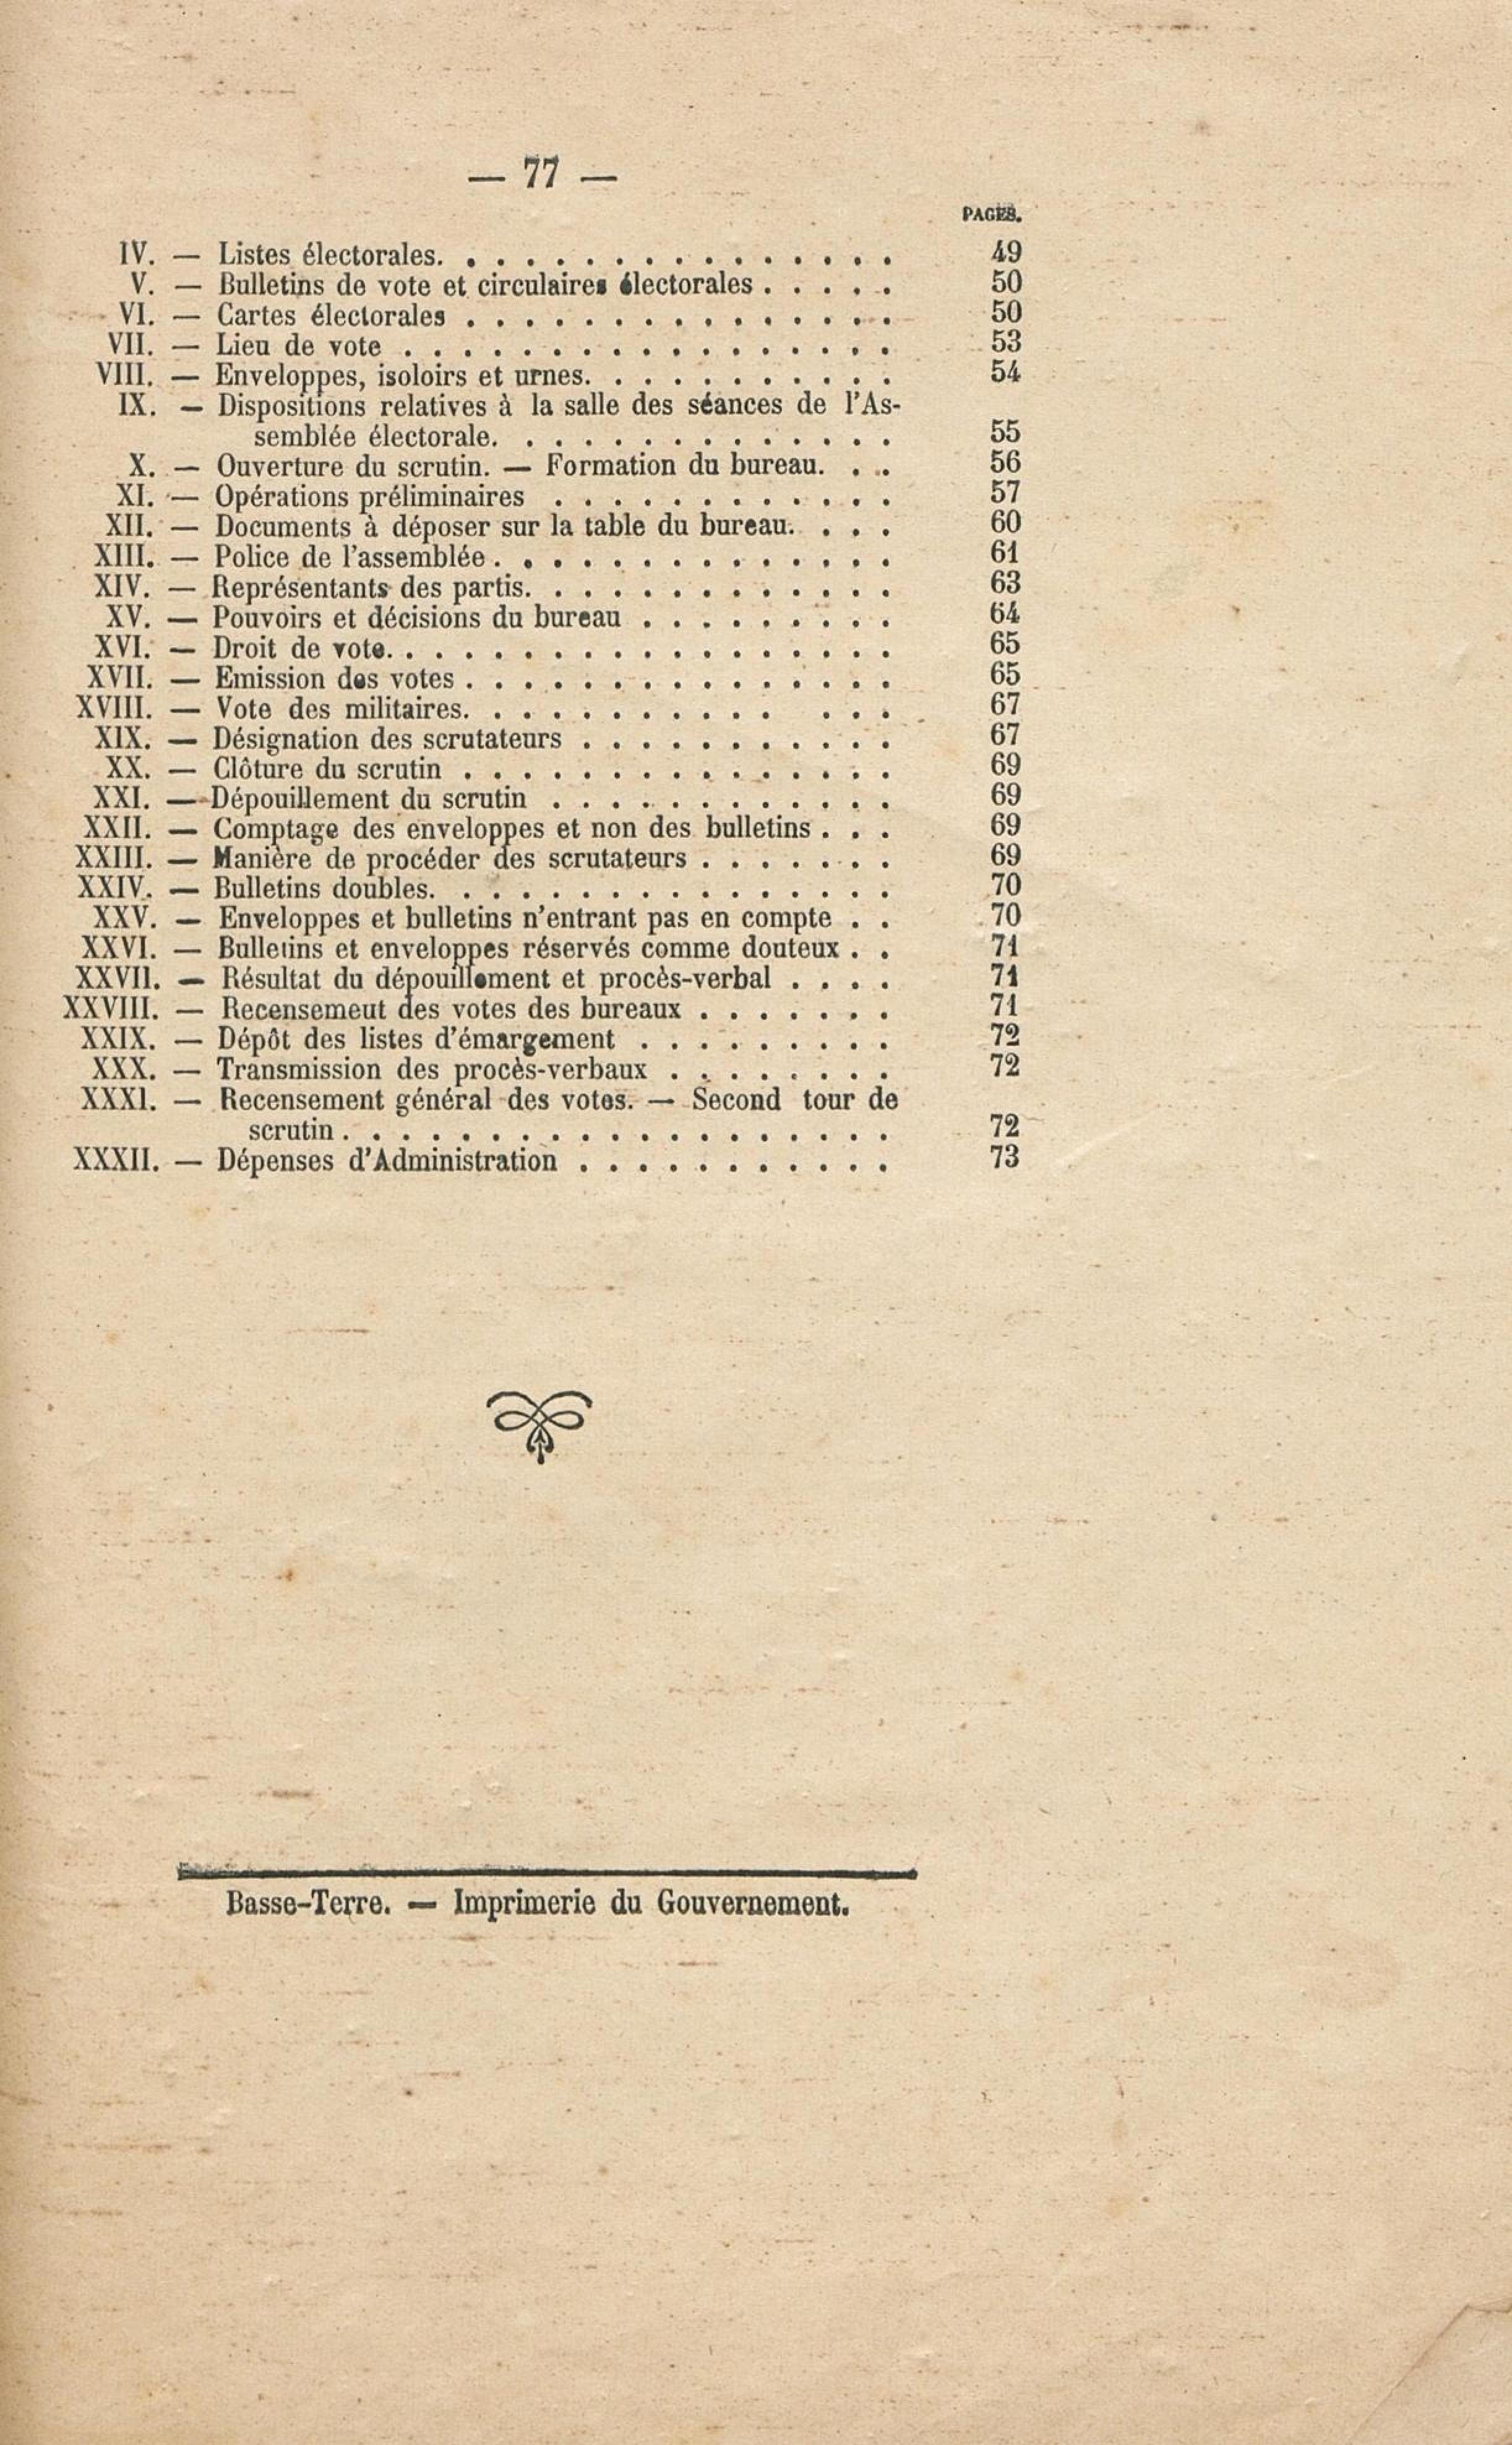 — 77 —
PAGES.
IV. — Listes électorales. . . . . . . . . . . . . . . . 49
V. — Bulletins de vote et circulaires électorales . . . . . 50
VI. — Cartes électorales . . . . . . . . . . . . . . . 50
VII. — Lieu de vote . . . . . . . . . . . . . . . . . 53
VIII. — Enveloppes, isoloirs et urnes. . . . . . . . . . . 54
IX. — Dispositions relatives à la salle des séances de l'As-
semblée électorale. . . . . . . . . . . . . . 55
X. — Ouverture du scrutin. — Formation du bureau. . . 56
XI. — Opérations préliminaires . . . . . . . . . . . . 57
XII. — Documents à déposer sur la table du bureau. . . . 60
XIII. — Police de l'assemblée . . . . . . . . . . . . . . 61
XIV. — Représentants des partis. . . . . . . . . . . . . 63
XV. — Pouvoirs et décisions du bureau . . . . . . . . . 64
XVI. — Droit de vote. . . . . . . . . . . . . . . . . . 65
XVII. — Emission des votes . . . . . . . . . . . . . . . 65
XVIII. — Vote des militaires. . . . . . . . . . . . . . . 67
XIX. — Désignation des scrutateurs . . . . . . . . . . . 67
XX. — Clôture du scrutin . . . . . . . . . . . . . . . 69
XXI. — Dépouillement du scrutin . . . . . . . . . . . . 69
XXII. — Comptage des enveloppes et non des bulletins . . . 69
XXIII. — Manière de procéder des scrutateurs . . . . . . . 69
XXIV. — Bulletins doubles. . . . . . . . . . . . . . . . . 70
XXV. — Enveloppes et bulletins n'entrant pas en compte . . 70
XXVI. — Bulletins et enveloppes réservés comme douteux . . 71
XXVII. — Résultat du dépouillement et procès-verbal . . . . 71
XXVIII. — Recensemeut des votes des bureaux . . . . . . . 71
XXIX. — Dépôt des listes d'émargement . . . . . . . . . 72
XXX. — Transmission des procès-verbaux . . . . . . . . 72
XXXI. — Recensement général des votes. — Second tour de
scrutin . . . . . . . . . . . . . . . . . . . 72
XXXII. — Dépenses d'Administration . . . . . . . . . . . 73
Basse-Terre. — Imprimerie du Gouvernement.